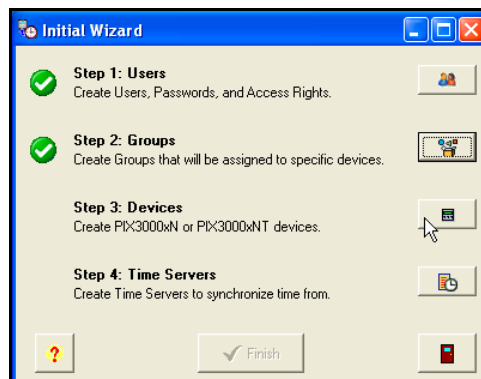 Initial Wizard
Step 1: Users
Create Users, Passwords, and Access Rights.
Step 2: Groups
Create Groups that will be assigned to specific devices.
Step 3: Devices
Create PIX3000xN or PIX3000xNT devices.
Step 4: Time Servers
Create Time Servers to synchronize time from.
?
Finish